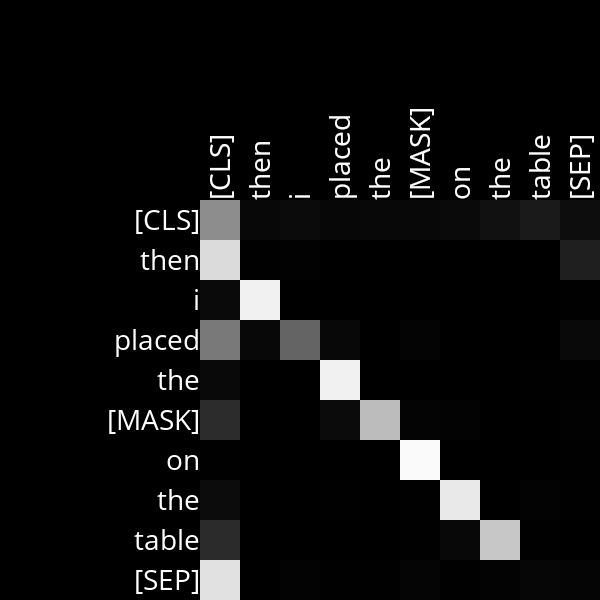 [CLS] then i placed the [MASK] on the table [SEP]
[CLS]
then
i
placed
the
[MASK]
on
the
table
[SEP]